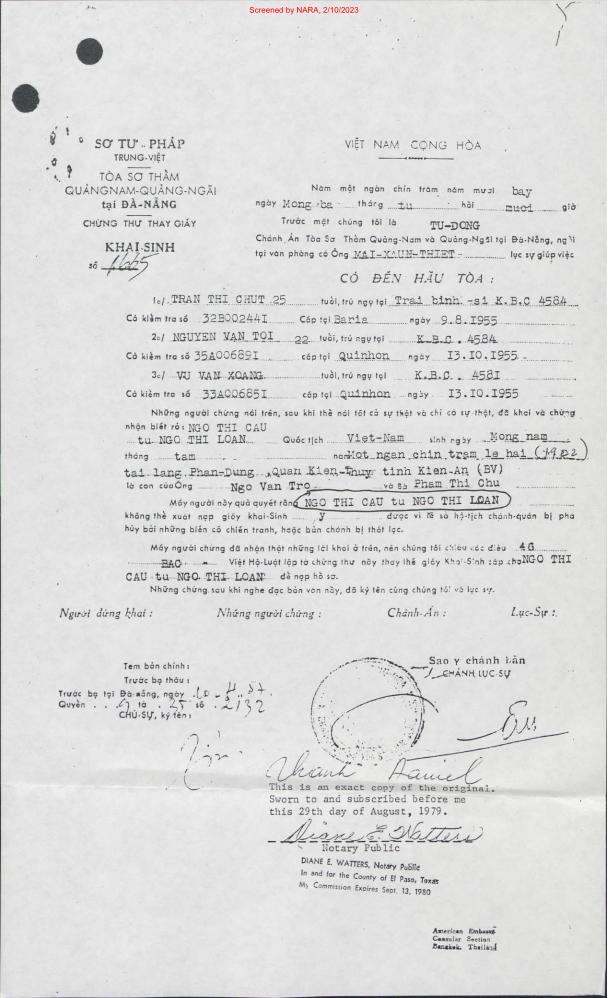 Screened by NARA, 2/10/2023
SỞ TƯ-PHÁP
TRUNG-VIỆT
TÒA SƠ THẨM
QUẢNGNAM-QUẢNG-NGÃI
tại ĐÀ-NẴNG
CHỨNG THƯ THAY GIẤY
KHAI-SINH
số 1665
VIỆT NAM CỘNG HÒA
Năm một ngàn chín trăm năm mươi bay
ngày Mong ba tháng tu hồi muoi giờ
Trước mặt chúng tôi là TU-DONG
Chánh Án Tòa Sơ Thẩm Quảng-Nam và Quảng-Ngãi tại Đà-Nẵng, ngồi
tại văn phòng có Ông MAI-XAUN-THIET lục sự giúp việc
CÓ ĐẾN HẦU TÒA :
1o/ TRAN THI CHUT 25 tuổi, trú ngụ tại Trai binh -si K.B.C 4584
Có kiểm tra số 32B002441 Cấp tại Baria ngày 9.8.1955
2o/ NGUYEN VAN TOI 22 tuổi, trú ngụ tại K.B.C . 4584
Có kiểm tra số 35A006891 cấp tại Quinhon ngày 13.10.1955
3o/ VU VAN XOANG tuổi, trú ngụ tại K.B.C. 4581
Có kiểm tra số 33A006851 cấp tại Quinhon ngày 13.10.1955
Những người chứng nói trên, sau khi thề nói tất cả sự thật và chỉ có sự thật, đã khai và chứng
nhận biết rõ: NGO THI CAU
tu NGO THI LOAN Quốc tịch Viet-Nam sinh ngày Mong nam
tháng tam năm Mot ngan chin tram le hai (1902)
tai lang Phan-Dung ,Quan Kien-Thuy tinh Kien-An (BV)
là con của Ông Ngo Van Tro và Bà Pham Thi Chu
Mấy người này quả quyết rằng NGO THI CAU tu NGO THI LOAN
không thể xuất nạp giấy khai-Sinh y được vì lẽ sổ hộ-tịch chánh-quán bị phá
hủy bởi những biến cố chiến tranh, hoặc bản chánh bị thất lạc.
Mấy người chứng đã nhận thật những lời khai ở trên, nên chúng tôi chiếu các điều 46
BAO Việt Hộ-Luật lập tờ chứng thư này thay thế giấy Khai-Sinh cấp cho NGO THI
CAU tu NGO THI LOAN để nạp hồ sơ.
Những chứng sau khi nghe đọc bản văn này, đã ký tên cùng chúng tôi và lục sự.
Người đứng khai : Những người chứng : Chánh-Án : Lục-Sự :
Tem bản chính :
Trước bạ thâu :
Trước bạ tại Đà-nẵng, ngày 10-4-57
Quyển 9 tờ 25 số 2132
CHỦ-SỰ, ký tên :
Sao y chánh bản
CHÁNH LỤC-SỰ
Khanh Daniel
This is an exact copy of the original.
Sworn to and subscribed before me
this 29th day of August, 1979.
Diane E. Watters
Notary Public
DIANE E. WATTERS, Notary Public
In and for the County of El Paso, Texas
My Commission Expires Sept. 13, 1980
American Embassy
Consular Section
Bangkok, Thailand